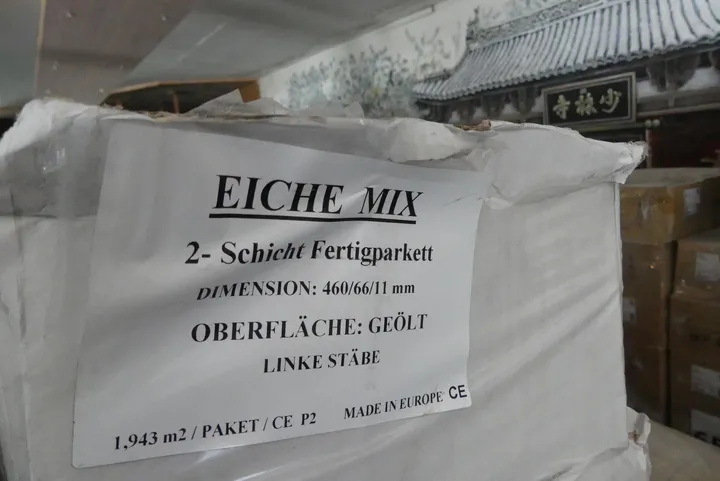 少林寺
EICHE MIX
2- Schicht Fertigparkett
DIMENSION: 460/66/11 mm
OBERFLÄCHE: GEÖLT
LINKE STÄBE
1,943 m2 / PAKET / CE P2
MADE IN EUROPE CE